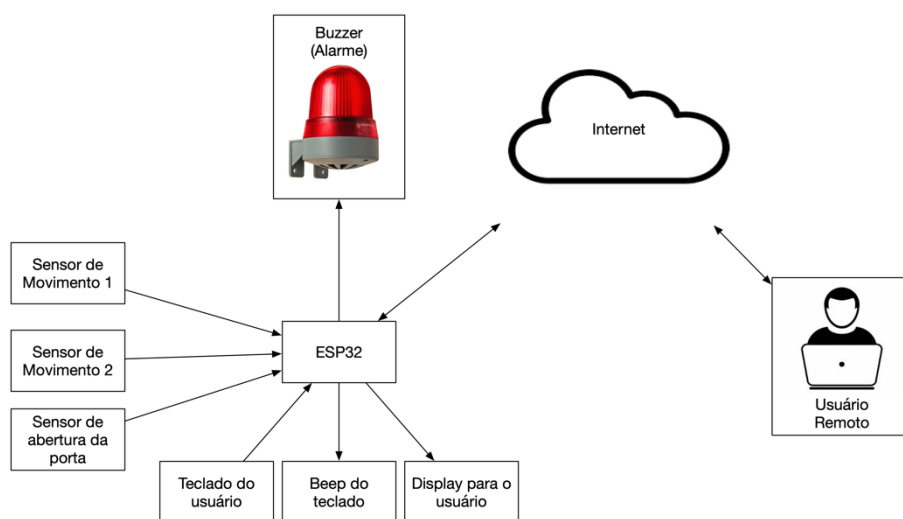 Buzzer
(Alarme)
Internet
Sensor de
Movimento 1
Sensor de
Movimento 2
Sensor de
abertura da
porta
ESP32
Teclado do
usuário
Beep do
teclado
Display para o
usuário
Usuário
Remoto